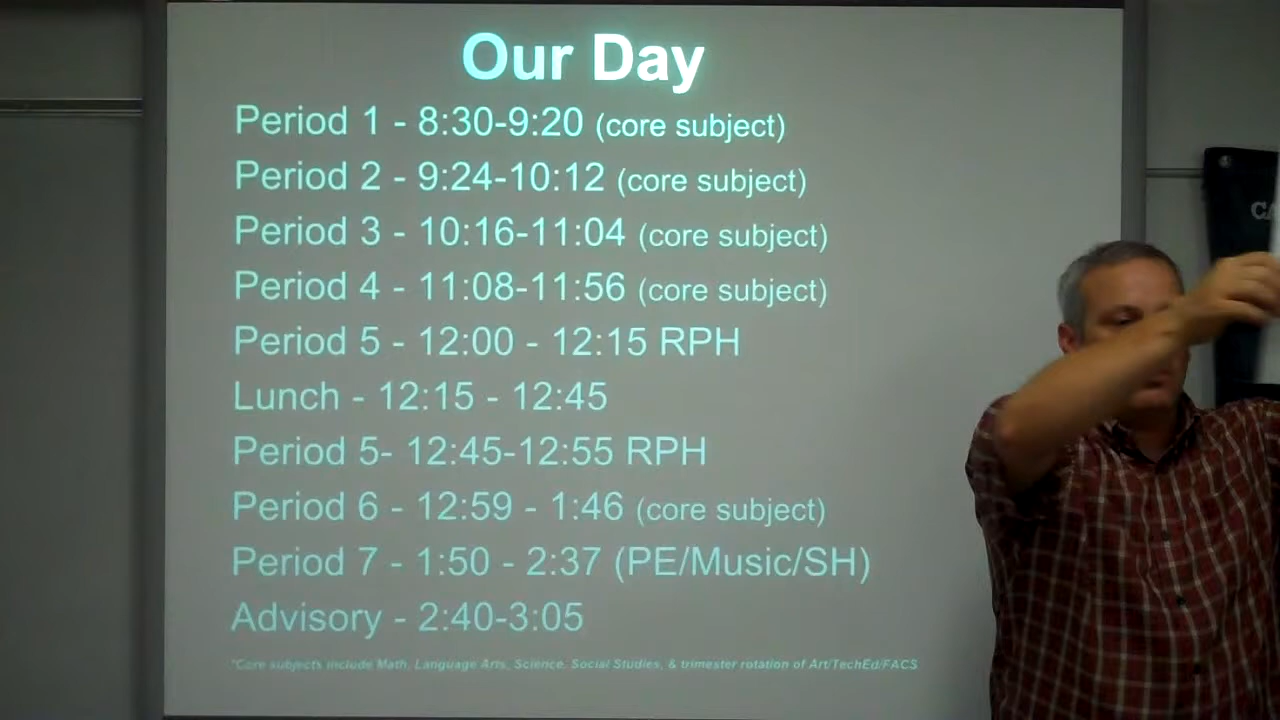 Our Day
Period 1 - 8:30-9:20 (core subject)
Period 2 - 9:24-10:12 (core subject)
Period 3 - 10:16-11:04 (core subject)
Period 4 - 11:08-11:56 (core subject)
Period 5 - 12:00 - 12:15 RPH
Lunch - 12:15 - 12:45
Period 5- 12:45-12:55 RPH
Period 6 - 12:59 - 1:46 (core subject)
Period 7 - 1:50 - 2:37 (PE/Music/SH)
Advisory - 2:40-3:05
*Core subjects include Math, Language Arts, Science, Social Studies, & trimester rotation of Art/TechEd/FACS